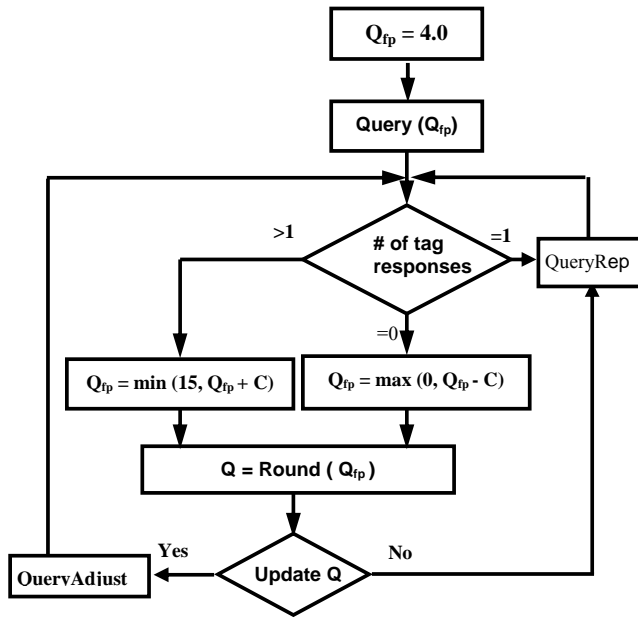 Qfp = 4.0
Query (Qfp)
>1
# of tag
responses
=1
QueryRep
=0
Qfp = min (15, Qfp + C)
Qfp = max (0, Qfp - C)
Q = Round ( Qfp )
Yes
No
QueryAdjust
Update Q